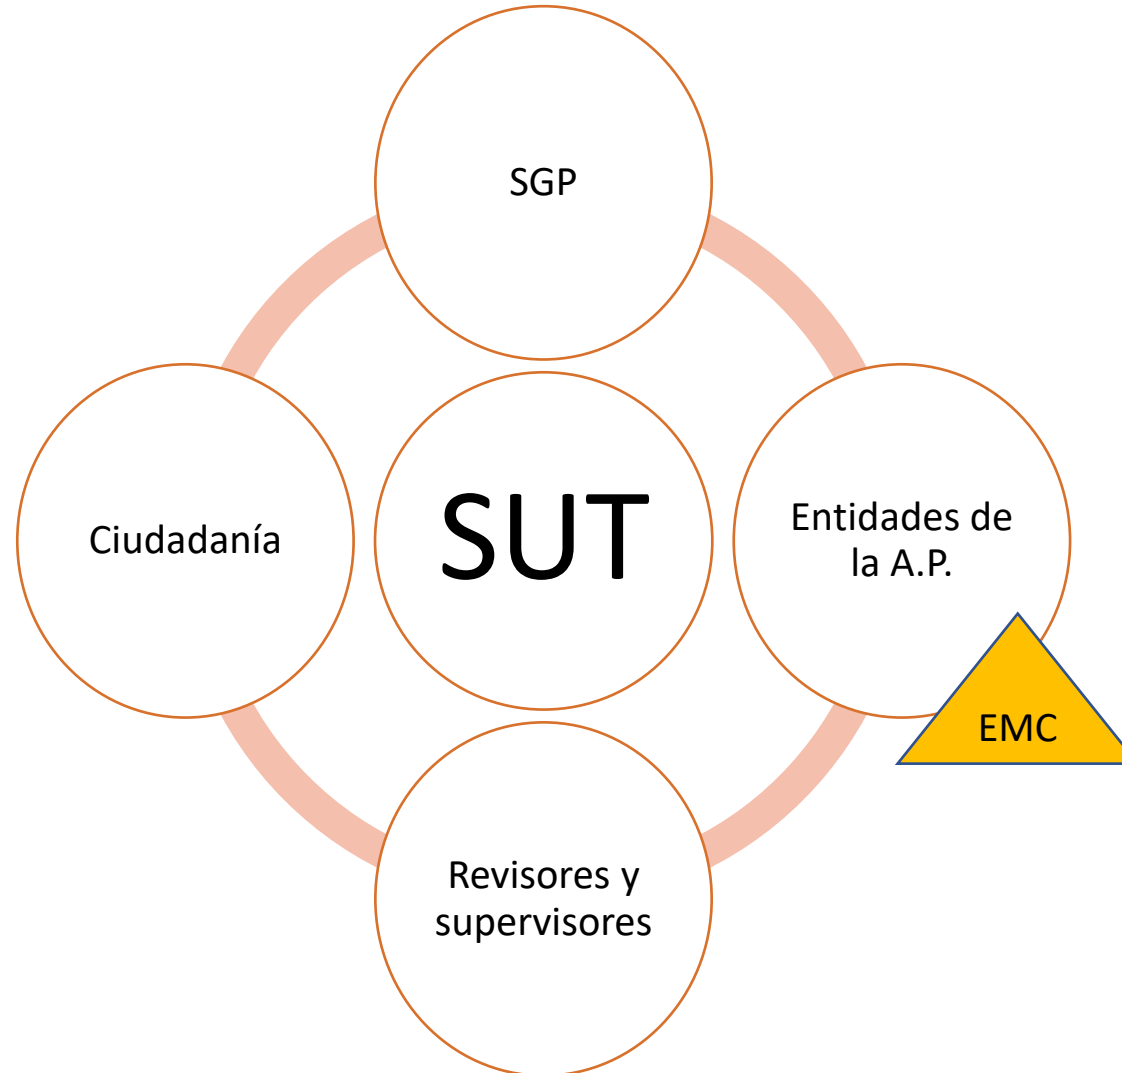 SGP
Ciudadanía
SUT
Entidades de
la A.P.
EMC
Revisores y
supervisores